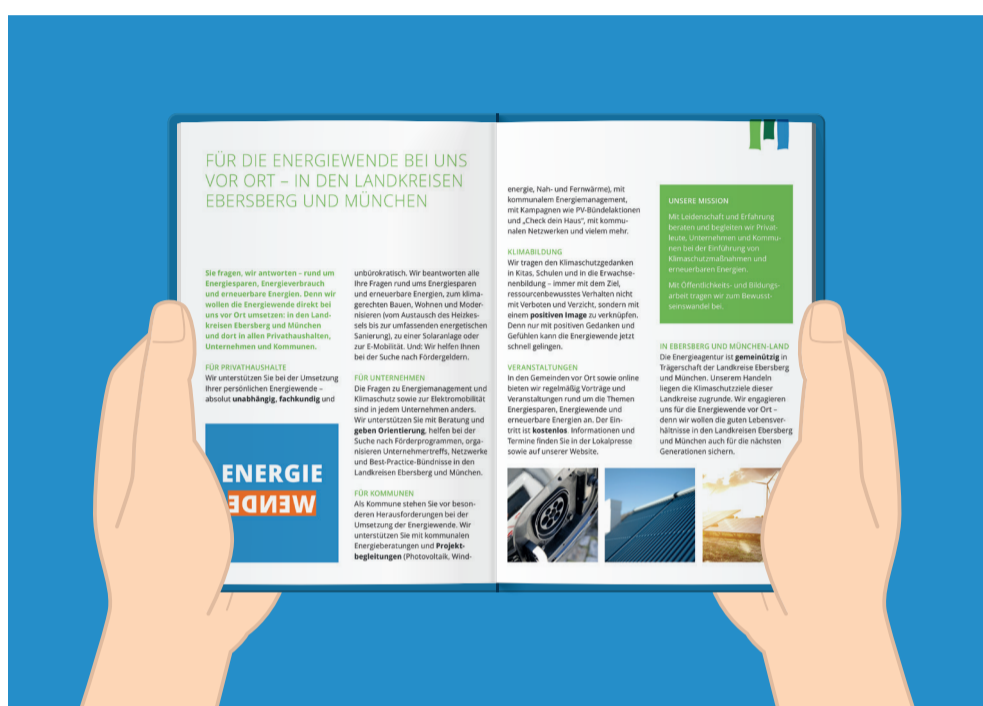 FÜR DIE ENERGIEWENDE BEI UNS
VOR ORT – IN DEN LANDKREISEN
EBERSBERG UND MÜNCHEN
Sie fragen, wir antworten – rund um
Energiesparen, Energieverbrauch
und erneuerbare Energien. Denn wir
wollen die Energiewende direkt bei
uns vor Ort umsetzen: in den Land-
kreisen Ebersberg und München
und dort in allen Privathaushalten,
Unternehmen und Kommunen.
FÜR PRIVATHAUSHALTE
Wir unterstützen Sie bei der Umsetzung
Ihrer persönlichen Energiewende –
absolut unabhängig, fachkundig und
ENERGIE
WENDE
unbürokratisch. Wir beantworten alle
Ihre Fragen rund ums Energiesparen
und erneuerbare Energien, zum klima-
gerechten Bauen, Wohnen und Moder-
nisieren (vom Austausch des Heizkes-
sels bis zur umfassenden energetischen
Sanierung), zu einer Solaranlage oder
zur E-Mobilität. Und: Wir helfen Ihnen
bei der Suche nach Fördergeldern.
FÜR UNTERNEHMEN
Die Fragen zu Energiemanagement und
Klimaschutz sowie zur Elektromobilität
sind in jedem Unternehmen anders.
Wir unterstützen Sie mit Beratung und
geben Orientierung, helfen bei der
Suche nach Förderprogrammen, orga-
nisieren Unternehmertreffs, Netzwerke
und Best-Practice-Bündnisse in den
Landkreisen Ebersberg und München.
FÜR KOMMUNEN
Als Kommune stehen Sie vor beson-
deren Herausforderungen bei der
Umsetzung der Energiewende. Wir
unterstützen Sie mit kommunalen
Energieberatungen und Projekt-
begleitungen (Photovoltaik, Wind-
energie, Nah- und Fernwärme), mit
kommunalem Energiemanagement,
mit Kampagnen wie PV-Bündelaktionen
und „Check dein Haus“, mit kommu-
nalen Netzwerken und vielem mehr.
KLIMABILDUNG
Wir tragen den Klimaschutzgedanken
in Kitas, Schulen und in die Erwachse-
nenbildung – immer mit dem Ziel,
ressourcenbewusstes Verhalten nicht
mit Verboten und Verzicht, sondern mit
einem positiven Image zu verknüpfen.
Denn nur mit positiven Gedanken und
Gefühlen kann die Energiewende jetzt
schnell gelingen.
VERANSTALTUNGEN
In den Gemeinden vor Ort sowie online
bieten wir regelmäßig Vorträge und
Veranstaltungen rund um die Themen
Energiesparen, Energiewende und
erneuerbare Energien an. Der Ein-
tritt ist kostenlos. Informationen und
Termine finden Sie in der Lokalpresse
sowie auf unserer Website.
UNSERE MISSION
Mit Leidenschaft und Erfahrung
beraten und begleiten wir Privat-
leute, Unternehmen und Kommu-
nen bei der Einführung von
Klimaschutzmaßnahmen und
erneuerbaren Energien.
Mit Öffentlichkeits- und Bildungs-
arbeit tragen wir zum Bewusst-
seinswandel bei.
IN EBERSBERG UND MÜNCHEN-LAND
Die Energieagentur ist gemeinützig in
Trägerschaft der Landkreise Ebersberg
und München. Unserem Handeln
liegen die Klimaschutzziele dieser
Landkreise zugrunde. Wir engagieren
uns für die Energiewende vor Ort –
denn wir wollen die guten Lebensver-
hältnisse in den Landkreisen Ebersberg
und München auch für die nächsten
Generationen sichern.